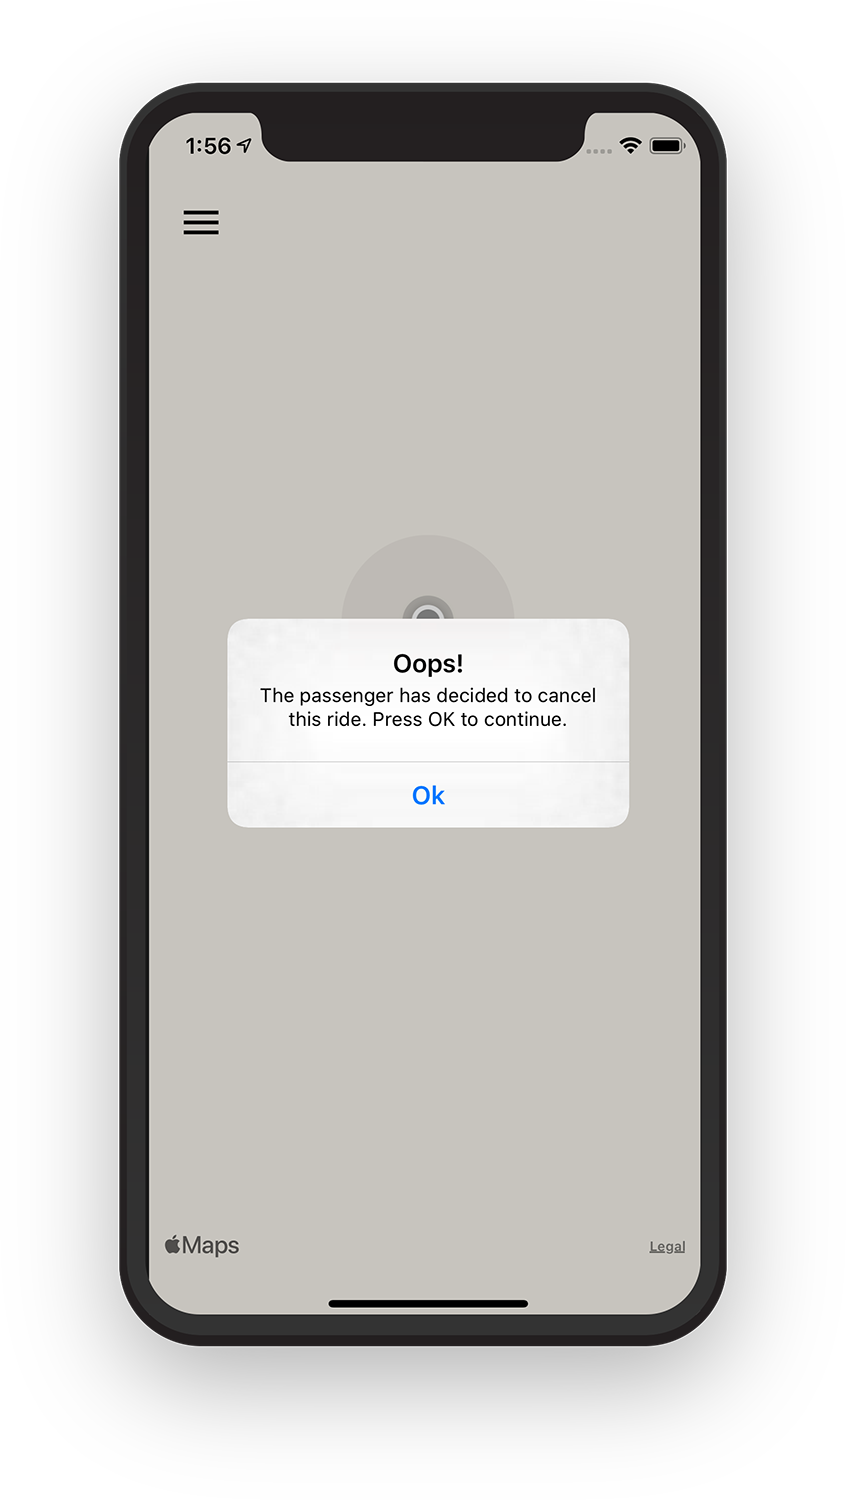 1:56
Oops!
The passenger has decided to cancel
this ride. Press OK to continue.
Ok
Maps
Legal